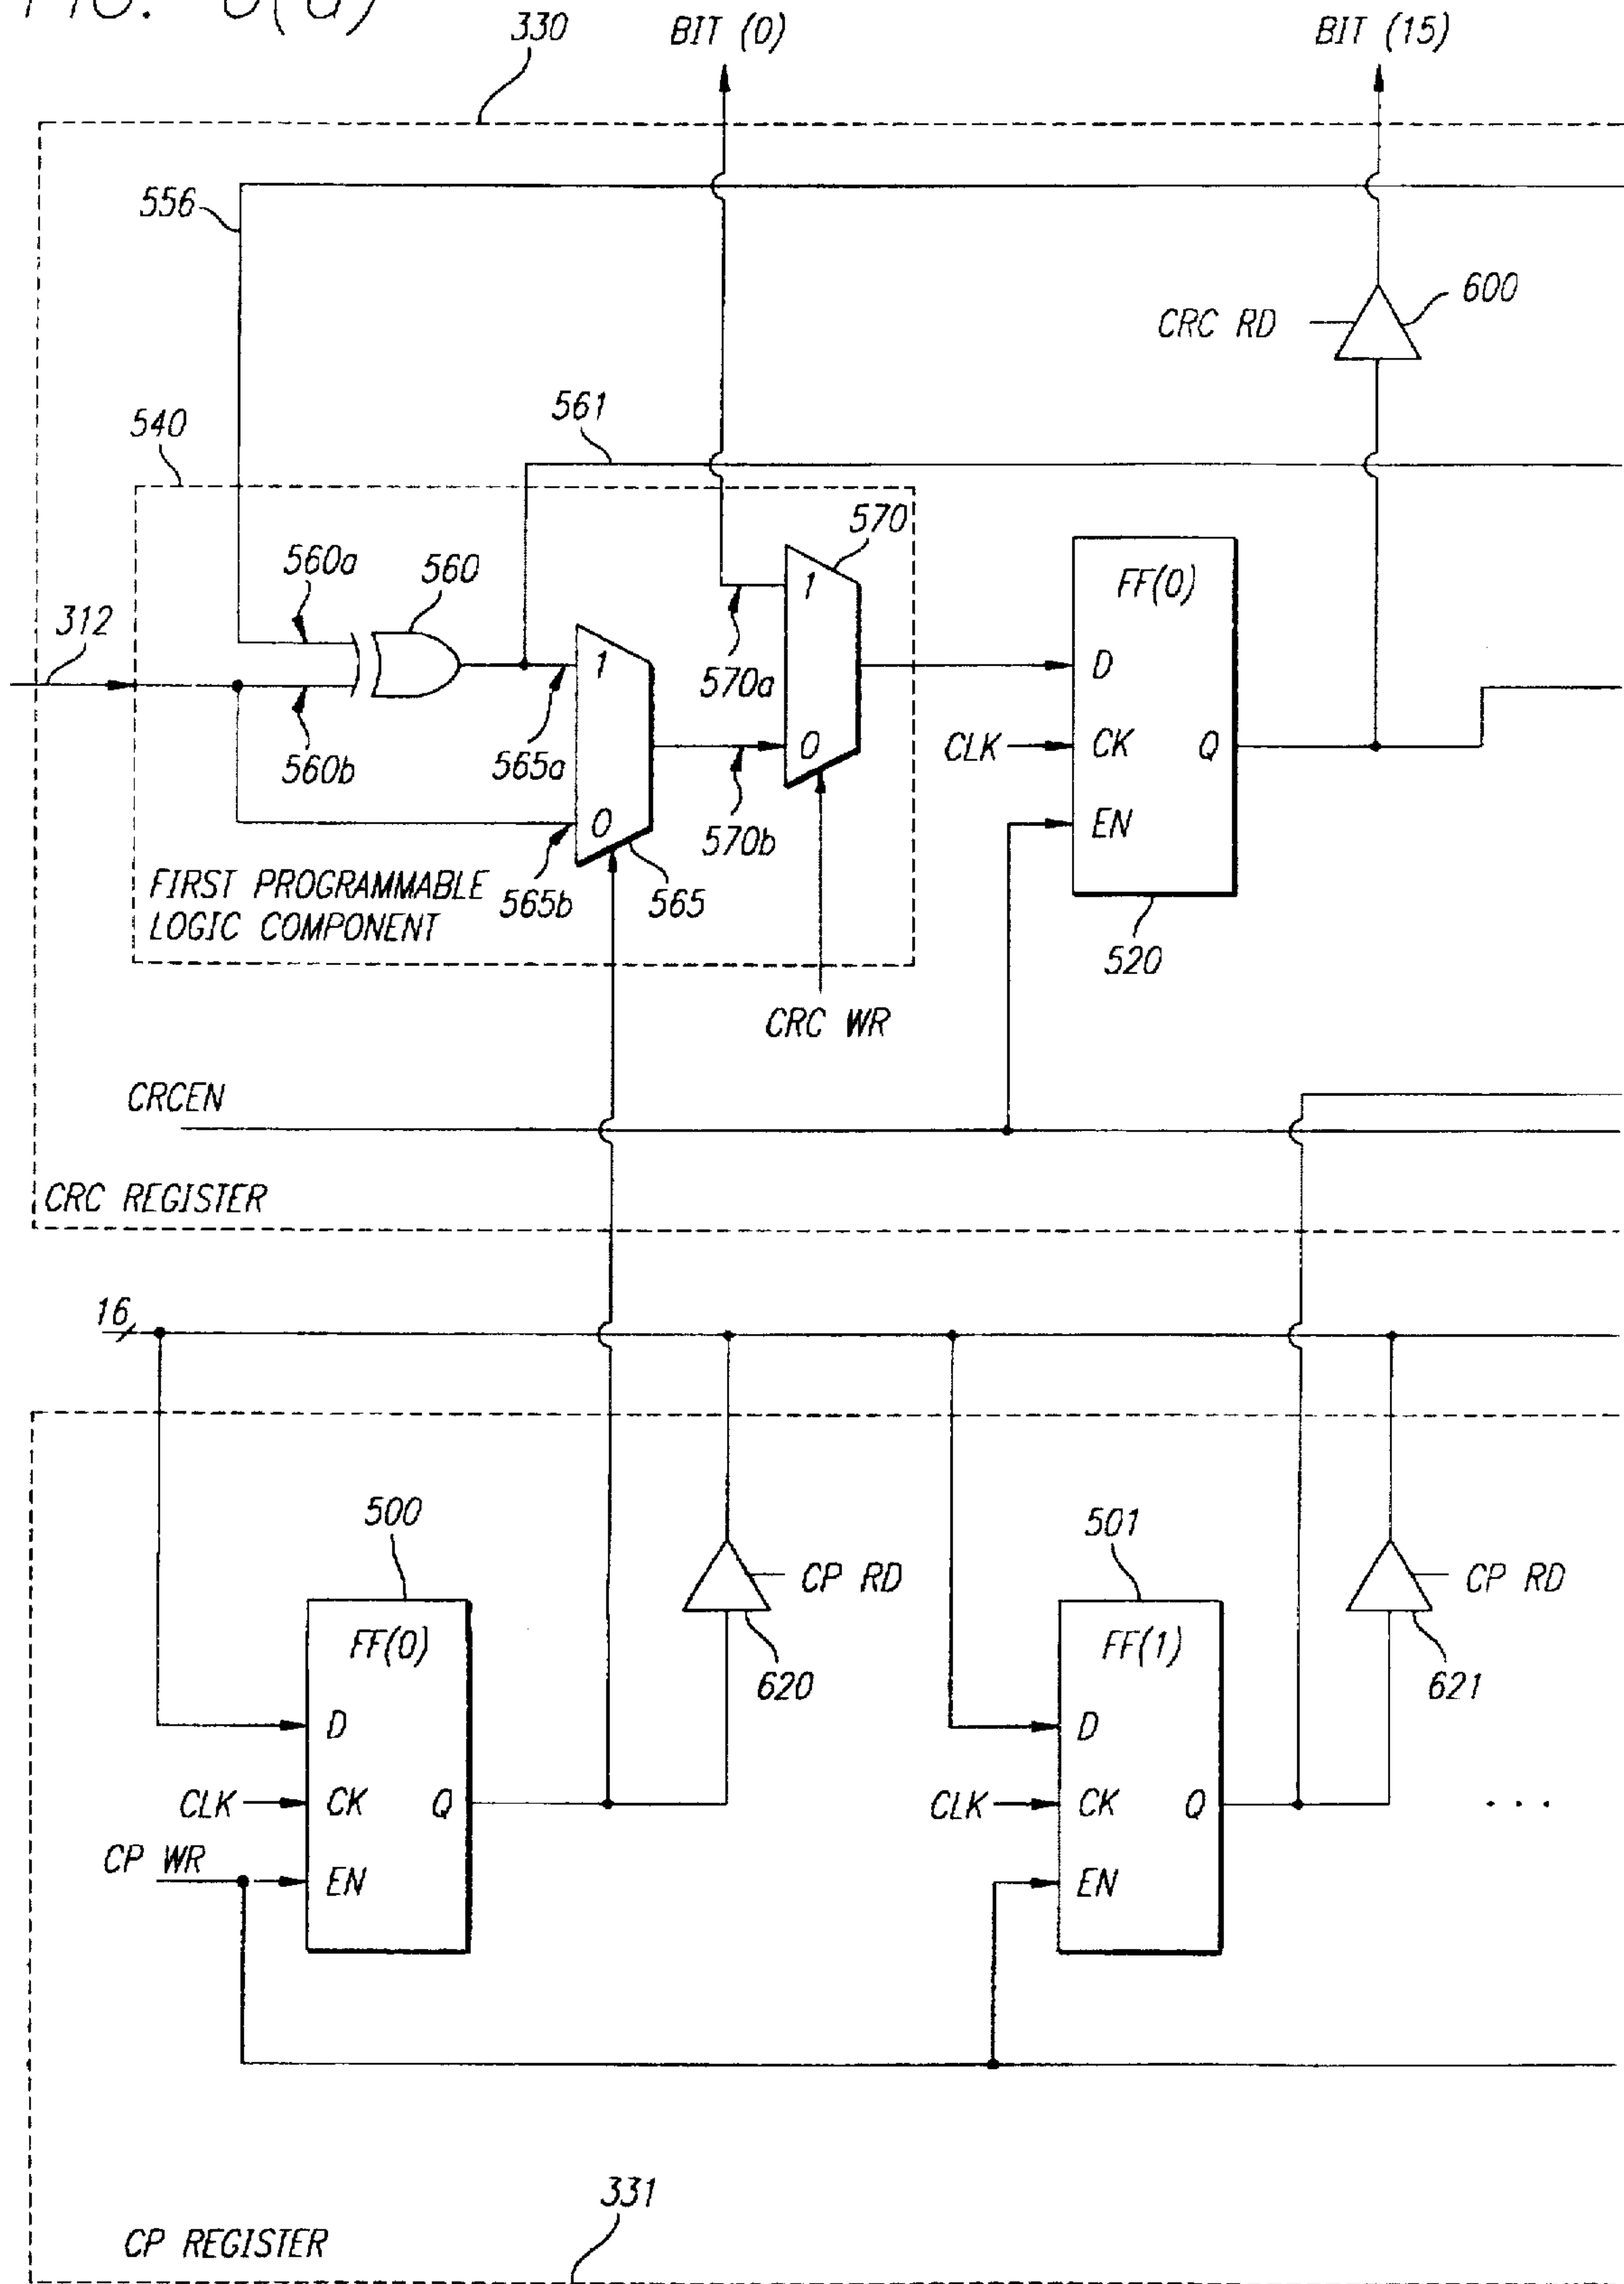 330
BIT (0)
BIT (15)
556
CRC RD
600
540
561
570
560a
560
FF(0)
312
1
1
570a
D
565a
CLK
CK
Q
0
560b
0
570b
EN
FIRST PROGRAMMABLE
LOGIC COMPONENT
565b
565
520
CRC WR
CRCEN
CRC REGISTER
16
500
501
CP RD
CP RD
FF(0)
FF(1)
620
621
D
D
CLK
CK
Q
CLK
CK
Q
. . .
CP WR
EN
EN
331
CP REGISTER